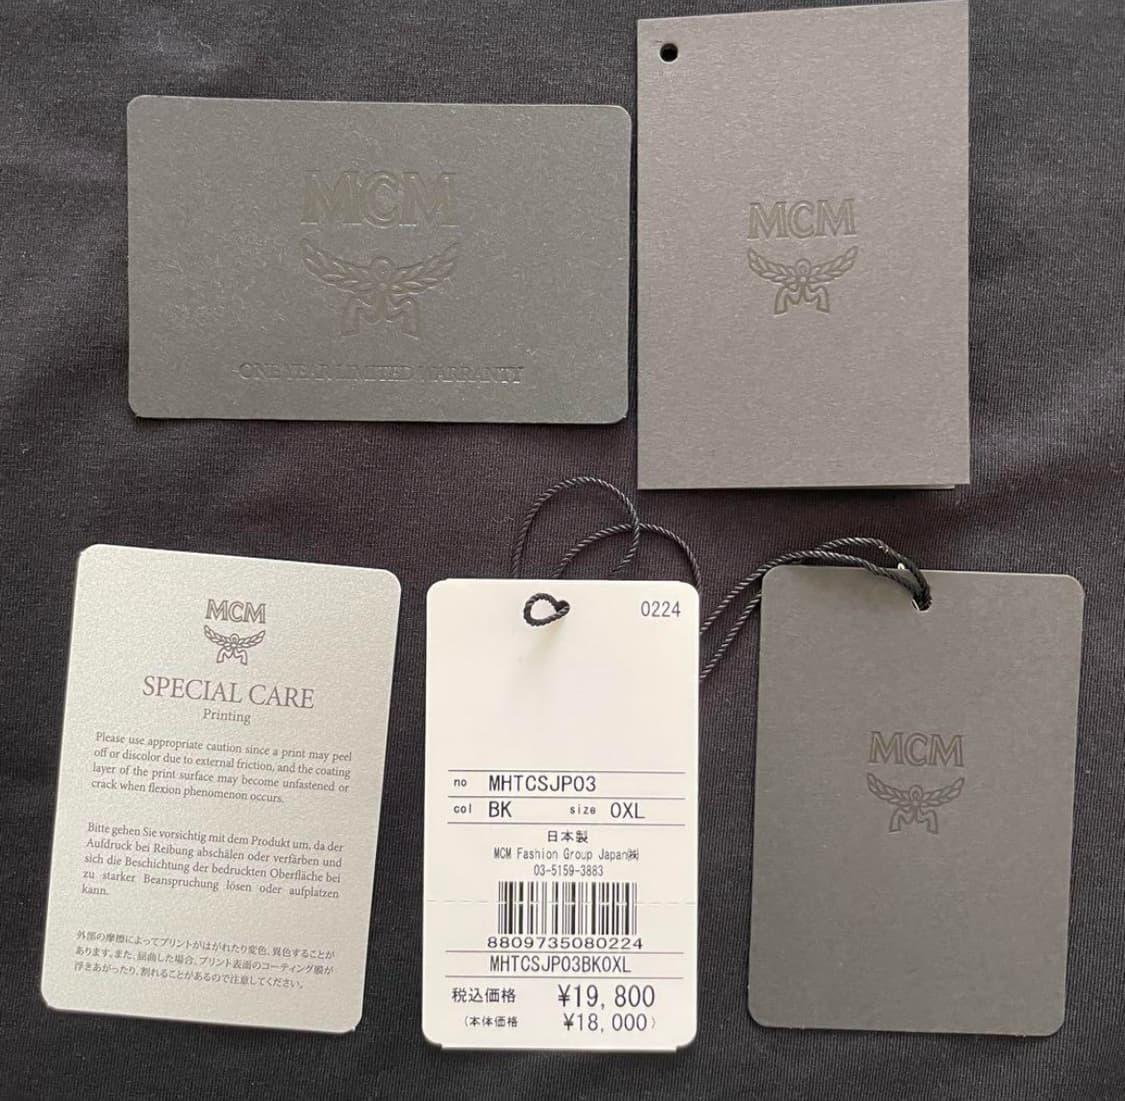 MCM
ONE YEAR LIMITED WARRANTY
MCM
MCM
SPECIAL CARE
Printing
Please use appropriate caution since a print may peel
off or discolor due to external friction, and the coating
layer of the print surface may become unfastened or
crack when flexion phenomenon occurs.
Bitte gehen Sie vorsichtig mit dem Produkt um, da der
Aufdruck bei Reibung abschälen oder verfärben und
sich die Beschichtung der bedruckten Oberfläche bei
zu starker Beanspruchung lösen oder aufplatzen
kann.
外部の摩擦によってプリントがはがれたり変色、異色することが
あります。また、屈曲した場合、プリント表面のコーティング膜が
浮きあがったり、割れることがあるので注意してください。
0224
no MHTCSJP03
col BK size 0XL
日本製
MCM Fashion Group Japan㈱
03-5159-3883
8809735080224
MHTCSJP03BK0XL
税込価格 ¥19,800
(本体価格 ¥18,000)
MCM